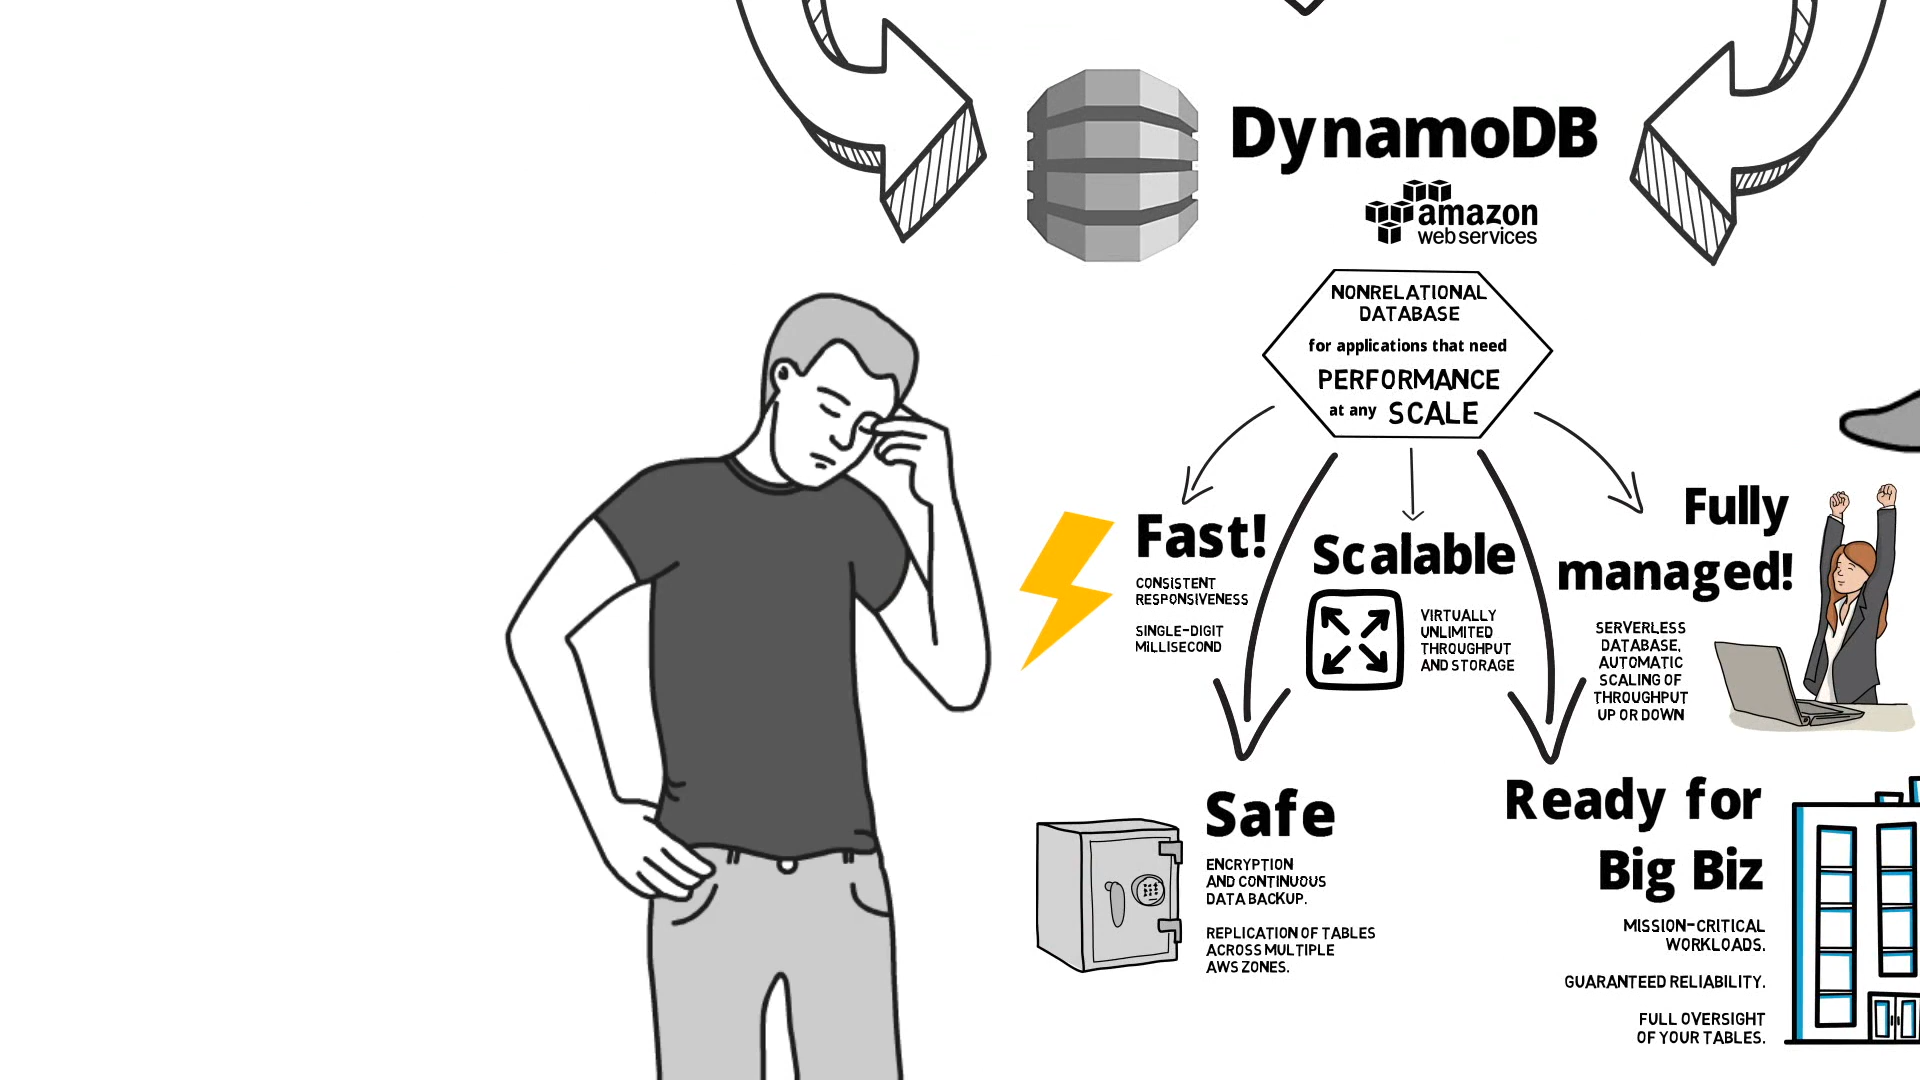 DynamoDB
amazon
webservices
NONRELATIONAL
DATABASE
for applications that need
PERFORMANCE
at any SCALE
Fast!
CONSISTENT
RESPONSIVENESS
SINGLE-DIGIT
MILLISECOND
Scalable
VIRTUALLY
UNLIMITED
THROUGHPUT
AND STORAGE
Fully
managed!
SERVERLESS
DATABASE,
AUTOMATIC
SCALING OF
THROUGHPUT
UP OR DOWN
Safe
ENCRYPTION
AND CONTINUOUS
DATA BACKUP.
REPLICATION OF TABLES
ACROSS MULTIPLE
AWS ZONES.
Ready for
Big Biz
MISSION-CRITICAL
WORKLOADS.
GUARANTEED RELIABILITY.
FULL OVERSIGHT
OF YOUR TABLES.